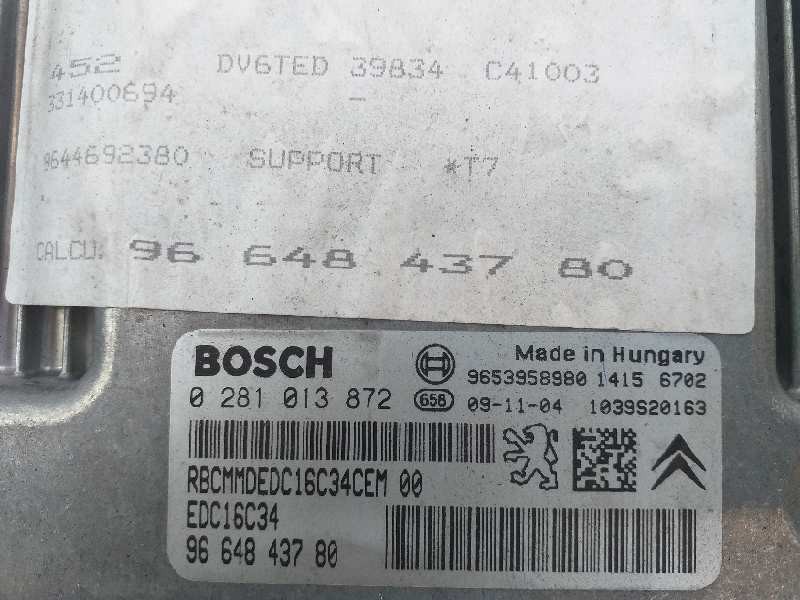 452 DV6TED 39834 C41003
331400694 -
9644692380 SUPPORT *T7
CALCU. 96 648 437 80
BOSCH Made in Hungary
9653958980 1415 6702
0 281 013 872 658 09-11-04 1039S20163
RBCMMDEDC16C34CEM 00
EDC16C34
96 648 437 80